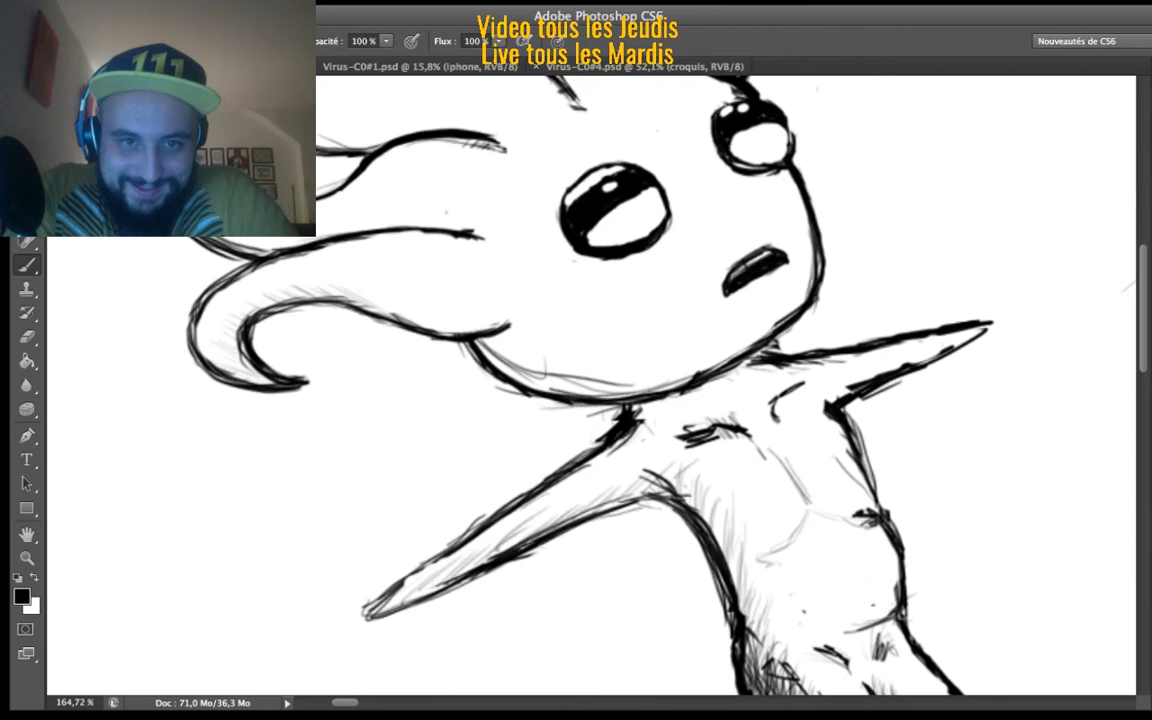 Adobe Photoshop CS6
Video tous les Jeudis
Live tous les Mardis
pacité: 100 %
Flux: 100 %
Nouveautés de CS6
Virus-C0#1.psd @ 15,8% (iphone, RVB/8)
× Virus-C0#4.psd @ 52,1% (croquis, RVB/8)
111
T
164,72 %
Doc : 71,0 Mo/36,3 Mo